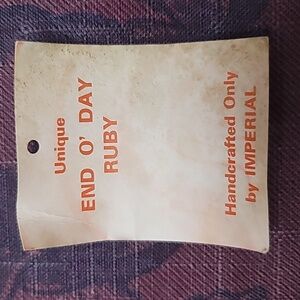 Unique
END O' DAY
RUBY
Handcrafted Only
by IMPERIAL